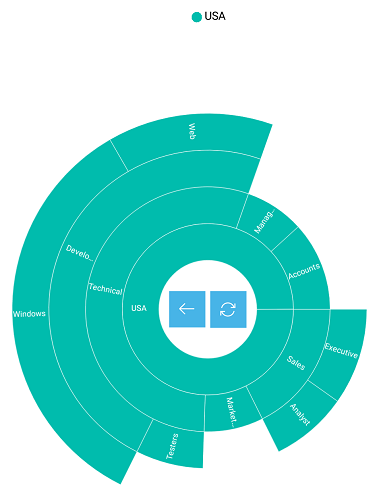 USA
Web
Manag...
Develo...
Accounts
Technical
USA
Windows
Executive
Sales
Market...
Analyst
Testers